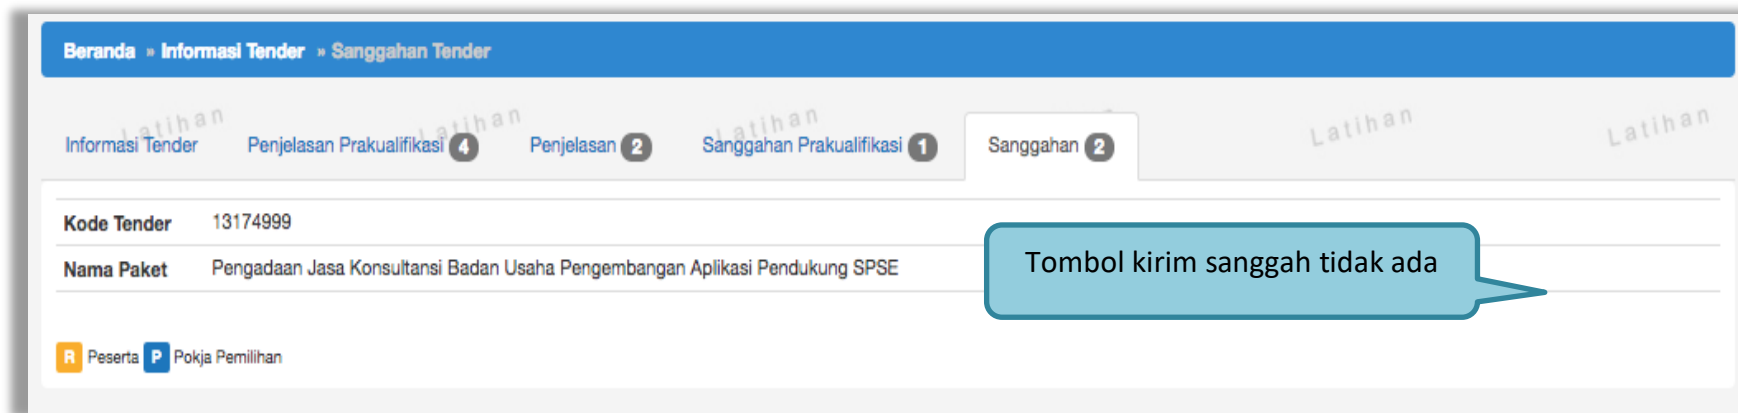 Beranda » Informasi Tender » Sanggahan Tender
Latihan Latihan Latihan Latihan Latihan
Informasi Tender Penjelasan Prakualifikasi 4 Penjelasan 2 Sanggahan Prakualifikasi 1 Sanggahan 2
Kode Tender 13174999
Nama Paket Pengadaan Jasa Konsultansi Badan Usaha Pengembangan Aplikasi Pendukung SPSE
Tombol kirim sanggah tidak ada
R Peserta P Pokja Pemilihan